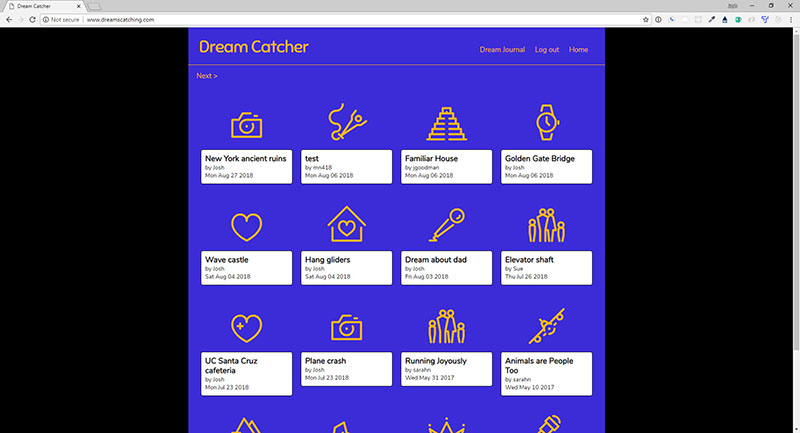 Dream Catcher
Not secure www.dreamscatching.com
Dream Catcher
Dream Journal Log out Home
Next >
New York ancient ruins
by Josh
Mon Aug 27 2018
test
by mn418
Mon Aug 06 2018
Familiar House
by jgoodman
Mon Aug 06 2018
Golden Gate Bridge
by Josh
Mon Aug 06 2018
Wave castle
by Josh
Sat Aug 04 2018
Hang gliders
by Josh
Sat Aug 04 2018
Dream about dad
by Josh
Fri Aug 03 2018
Elevator shaft
by Sue
Thu Jul 26 2018
UC Santa Cruz
cafeteria
by Josh
Mon Jul 23 2018
Plane crash
by Josh
Mon Jul 23 2018
Running Joyously
by sarahn
Wed May 31 2017
Animals are People
Too
by sarahn
Wed May 10 2017